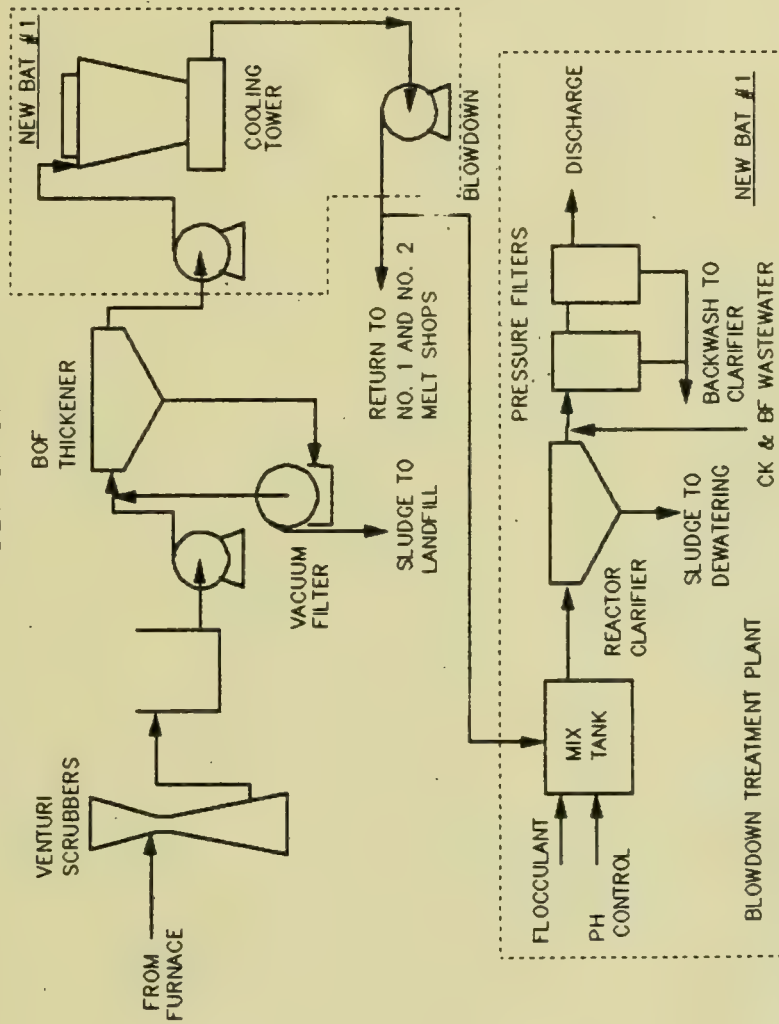 NEW BAT #1
COOLING
TOWER
BLOWDOWN
BOF
THICKENER
RETURN TO
NO. 1 AND NO. 2
MELT SHOPS
VACUUM
FILTER
SLUDGE TO
LANDFILL
VENTURI
SCRUBBERS
FROM
FURNACE
FLOCCULANT
PH
CONTROL
MIX
TANK
REACTOR
CLARIFIER
SLUDGE TO
DEWATERING
CK & BF WASTEWATER
PRESSURE FILTERS
BACKWASH TO
CLARIFIER
DISCHARGE
NEW BAT #1
BLOWDOWN TREATMENT PLANT